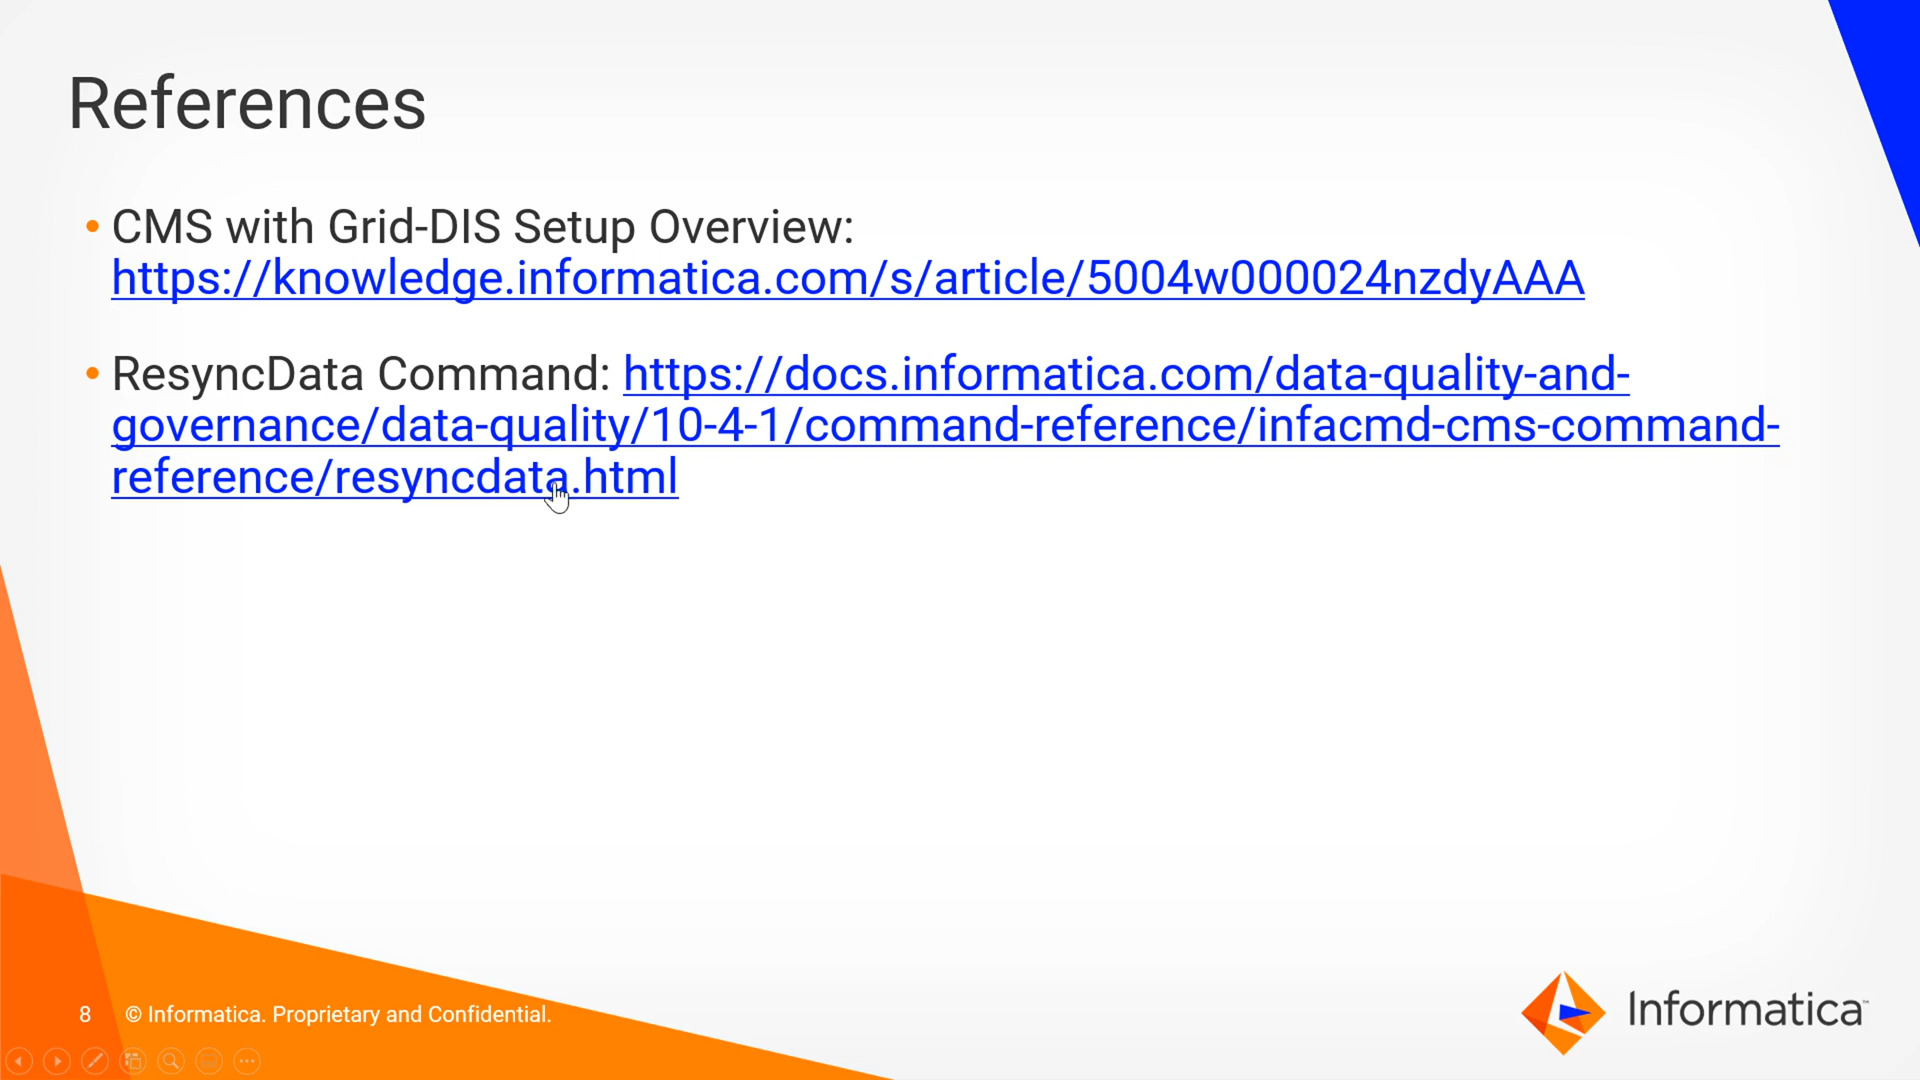 References
• CMS with Grid-DIS Setup Overview:
https://knowledge.informatica.com/s/article/5004w000024nzdyAAA
• ResyncData Command: https://docs.informatica.com/data-quality-and-
governance/data-quality/10-4-1/command-reference/infacmd-cms-command-
reference/resyncdata.html
8 © Informatica. Proprietary and Confidential.
Informatica™